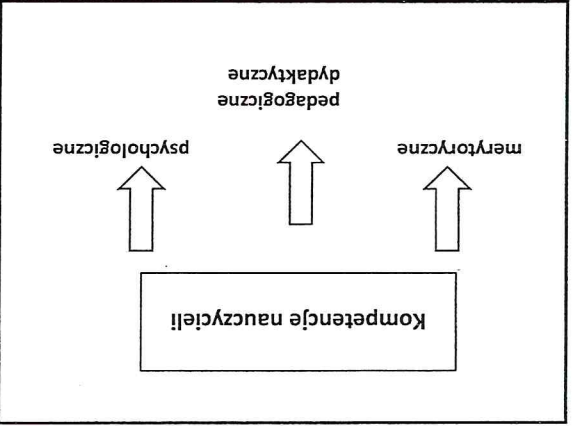 Kompetencje nauczycieli
merytoryczne
pedagogiczne
dydaktyczne
psychologiczne